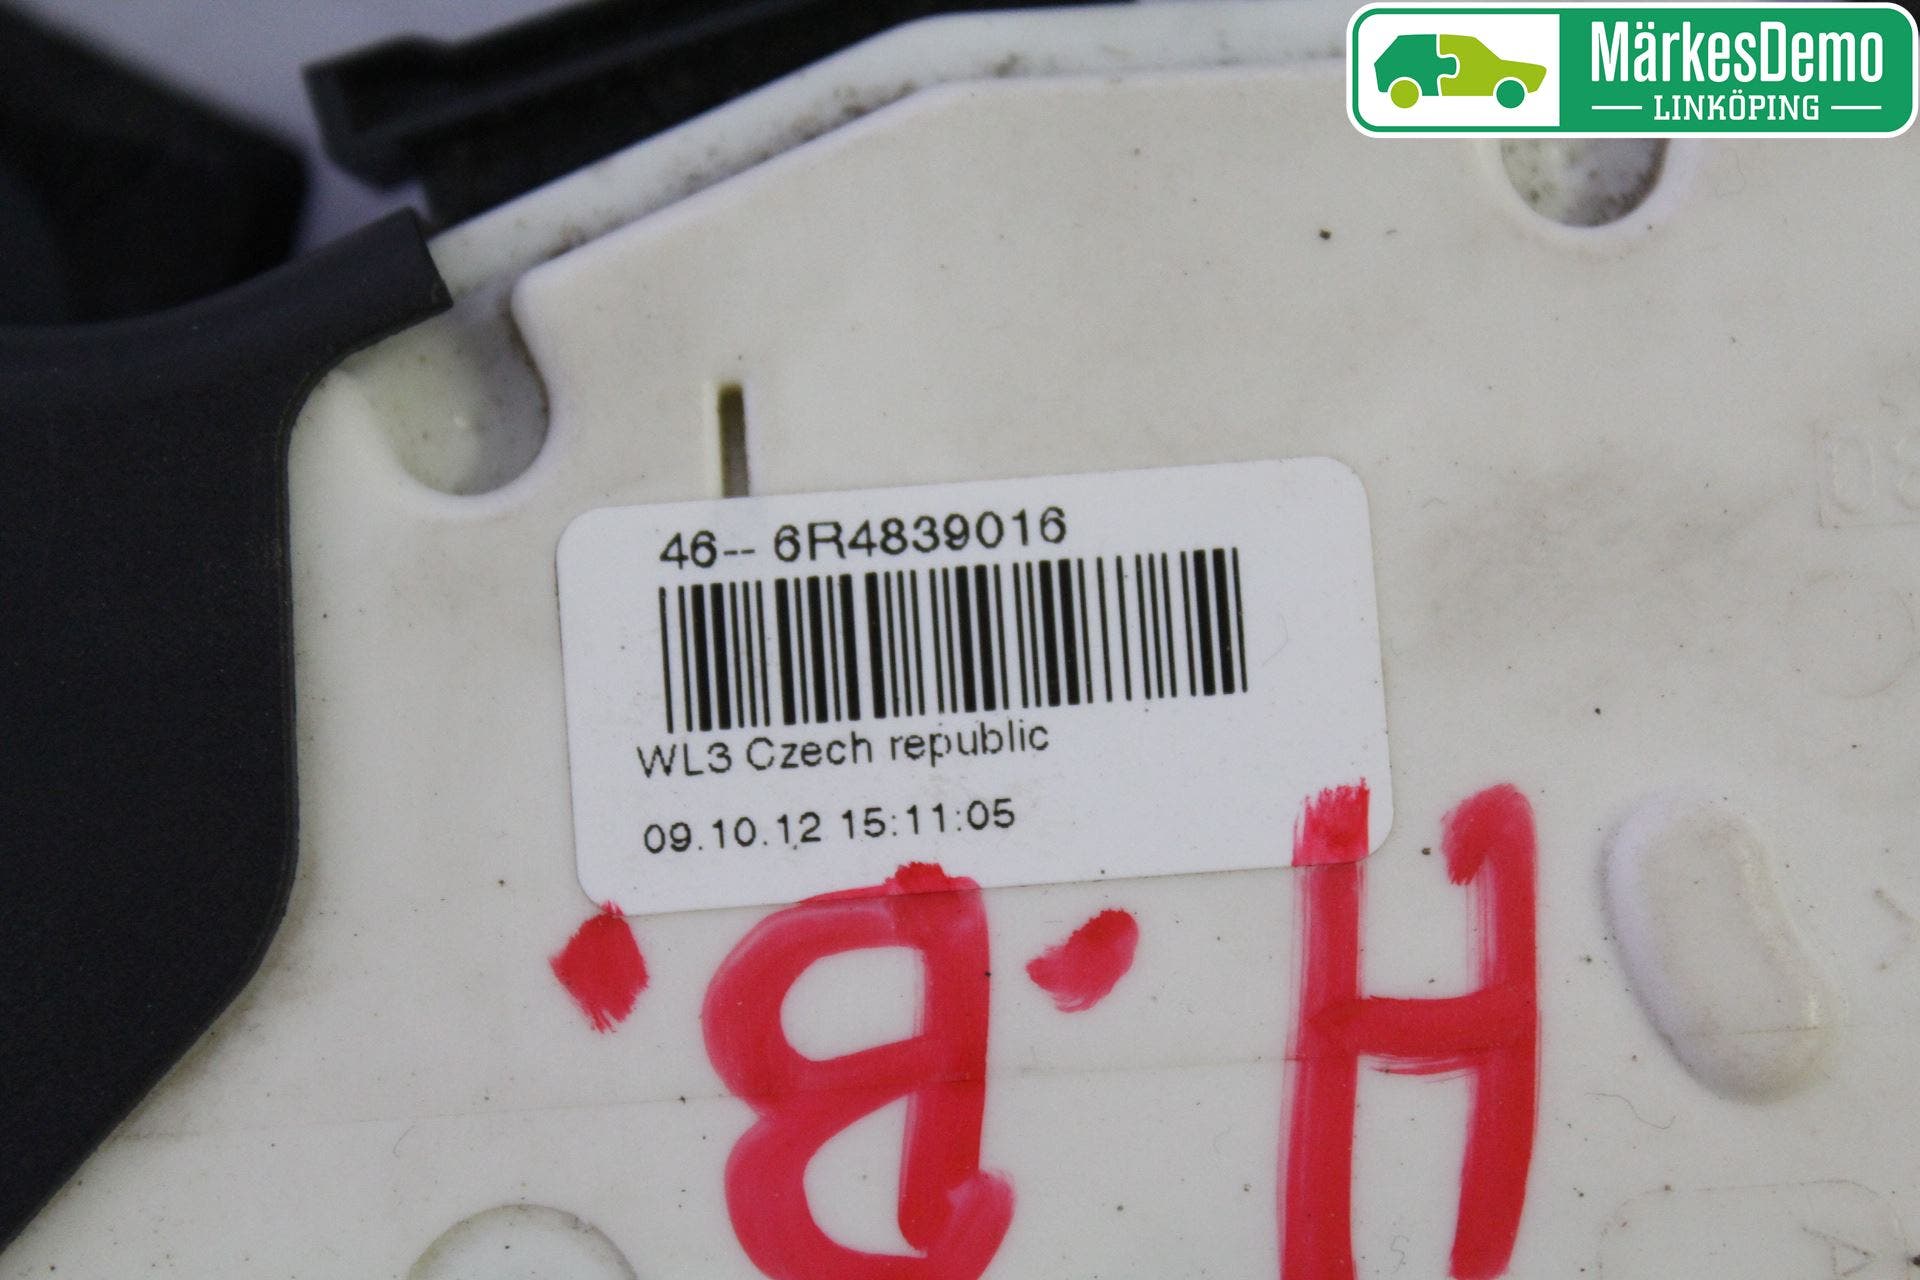 MärkesDemo
LINKÖPING
46-- 6R4839016
WL3 Czech republic
09.10.12 15:11:05
H.B.